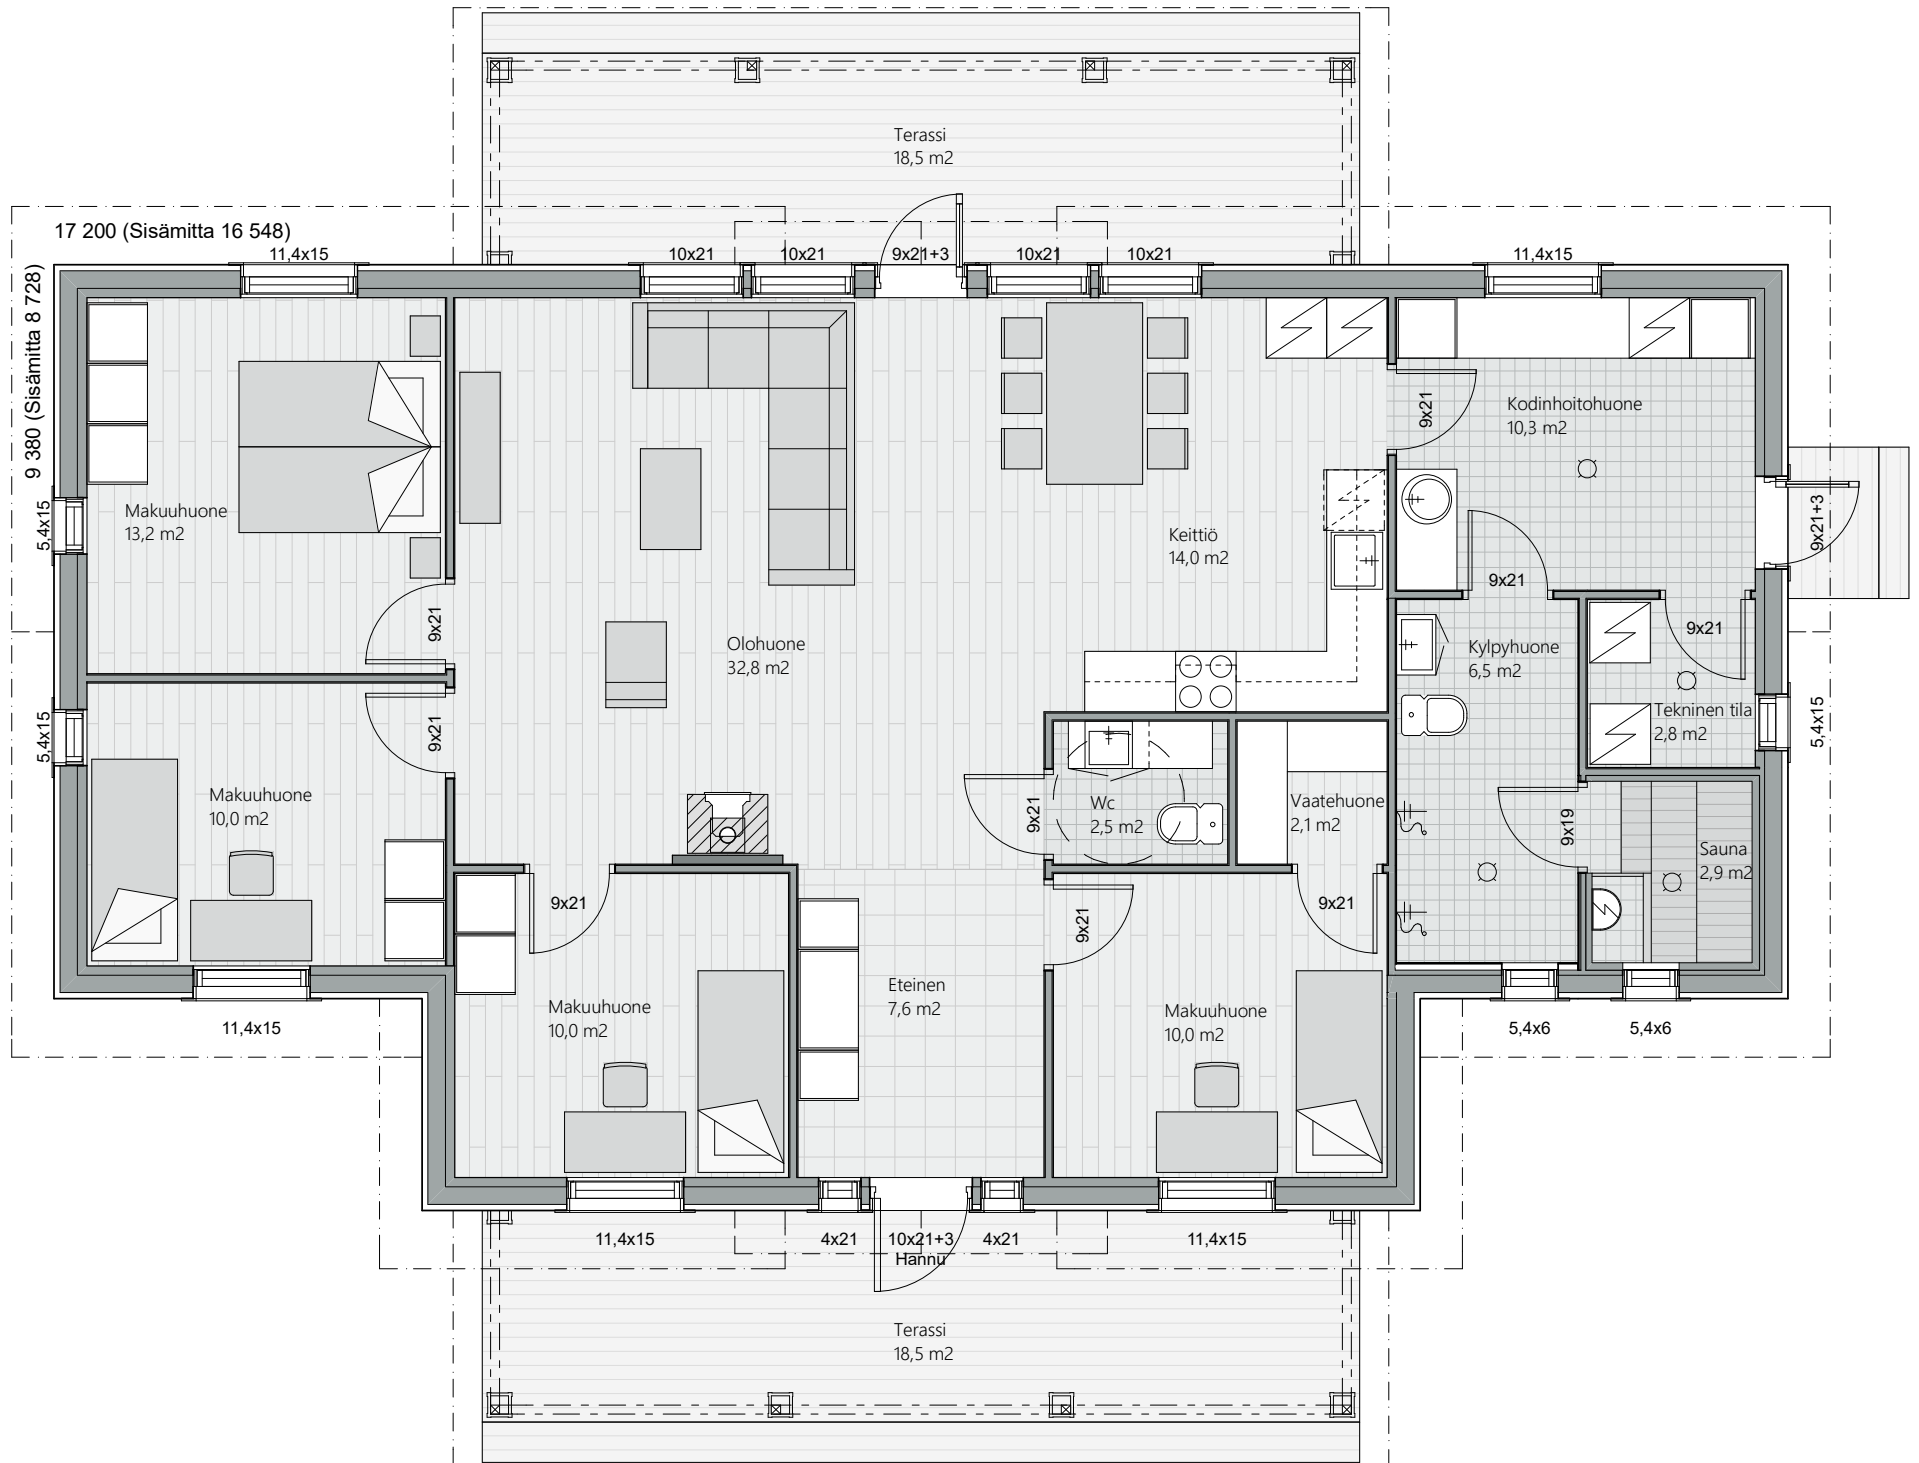 Terassi
18,5 m2
17 200 (Sisämitta 16 548)
9 380 (Sisämitta 8 728)
11,4x15
10x21
10x21
9x21+3
10x21
10x21
11,4x15
5,4x15
5,4x15
Makuuhuone
13,2 m2
9x21
9x21
Makuuhuone
10,0 m2
11,4x15
Olohuone
32,8 m2
Keittiö
14,0 m2
9x21
Kodinhoitohuone
10,3 m2
9x21+3
9x21
Kylpyhuone
6,5 m2
9x21
Tekninen tila
2,8 m2
5,4x15
9x21
Wc
2,5 m2
Vaatehuone
2,1 m2
9x19
Sauna
2,9 m2
9x21
Makuuhuone
10,0 m2
Eteinen
7,6 m2
9x21
9x21
Makuuhuone
10,0 m2
5,4x6
5,4x6
11,4x15
4x21
10x21+3
Hannu
4x21
11,4x15
Terassi
18,5 m2